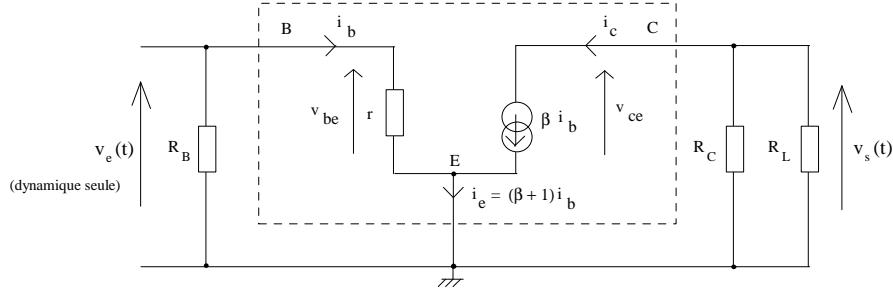 B
i_b
i_c
C
v_e(t)
(dynamique seule)
R_B
v_be
r
β i_b
v_ce
R_C
R_L
v_s(t)
E
i_e = (β + 1) i_b